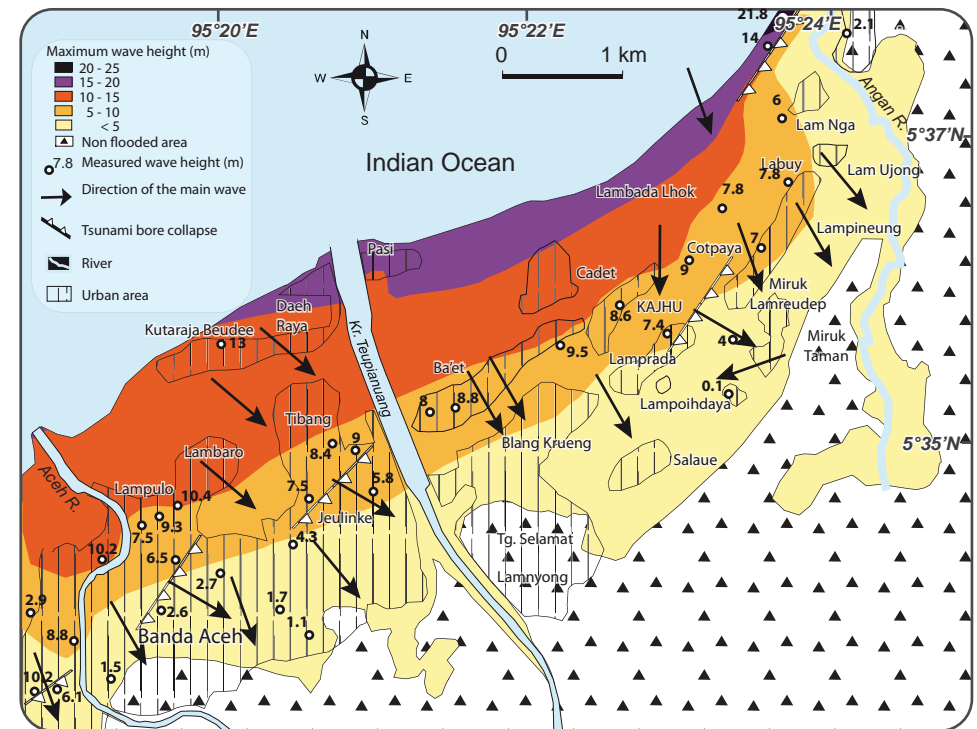 95°20'E
95°22'E
95°24'E
21.8
14
2.1
Maximum wave height (m)
20 - 25
15 - 20
10 - 15
5 - 10
< 5
Non flooded area
7.8 Measured wave height (m)
Direction of the main wave
Tsunami bore collapse
River
Urban area
N
W
E
S
0
1 km
Indian Ocean
Angan R.
5°37'N
6
Lam Nga
Labuy
7.8
Lam Ujong
Lambada Lhok
7.8
Lampineung
Pasi
7
Cotpaya
9
Cadet
Miruk
Lamreudep
Daeh
Raya
8.6
KAJHU
7.4
Kutaraja Beudee
13
Kr. Teupianuang
4
Miruk
Taman
9.5
Lamprada
Ba'et
0.1
8
8.8
Lampoihdaya
Tibang
9
8.4
Blang Krueng
5°35'N
Lambaro
Salaue
Aceh R.
Lampulo
10.4
7.5
5.8
9.3
7.5
Jeulinke
4.3
Tg. Selamat
10.2
6.5
Lamnyong
2.7
2.9
2.6
1.7
1.1
8.8
Banda Aceh
1.5
10.2
6.1